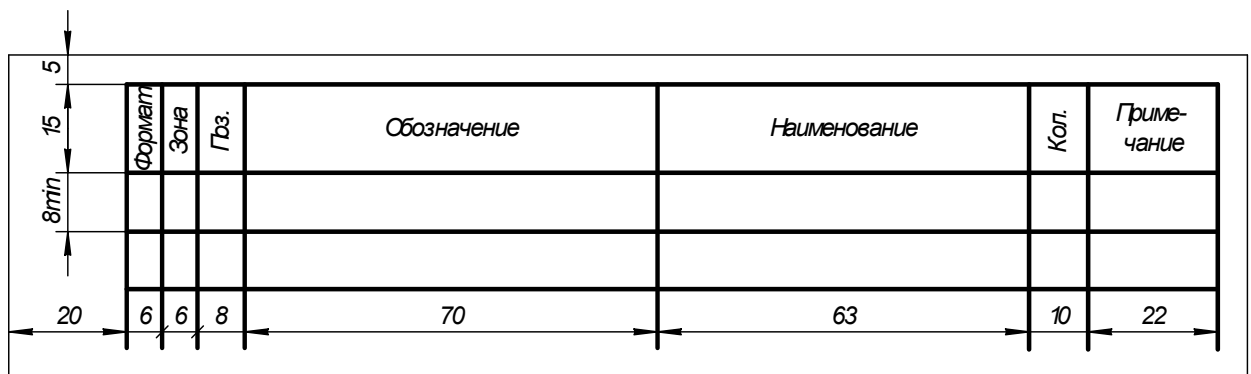 5
15
8min
Формат
Зона
Поз.
Обозначение
Наименование
Кол.
Приме-
чание
20
6
6
8
70
63
10
22